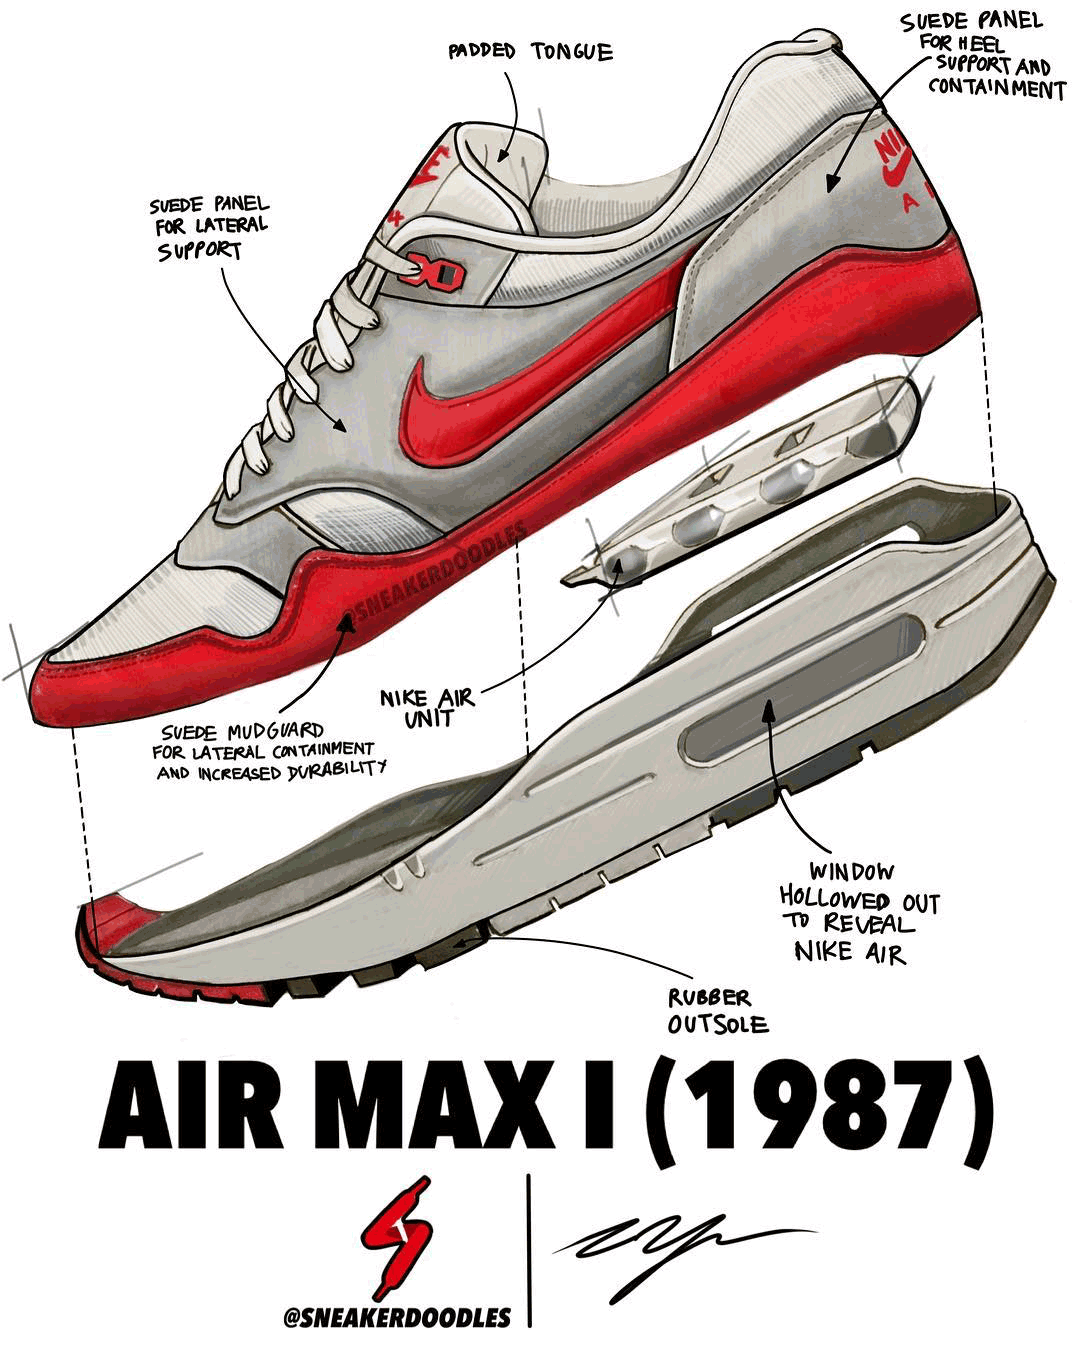 PADDED TONGUE
SUEDE PANEL
FOR HEEL
SUPPORT AND
CONTAINMENT
SUEDE PANEL
FOR LATERAL
SUPPORT
@SNEAKERDOODLES
NIKE AIR
UNIT
SUEDE MUDGUARD
FOR LATERAL CONTAINMENT
AND INCREASED DURABILITY
WINDOW
HOLLOWED OUT
TO REVEAL
NIKE AIR
RUBBER
OUTSOLE
AIR MAX I (1987)
@SNEAKERDOODLES